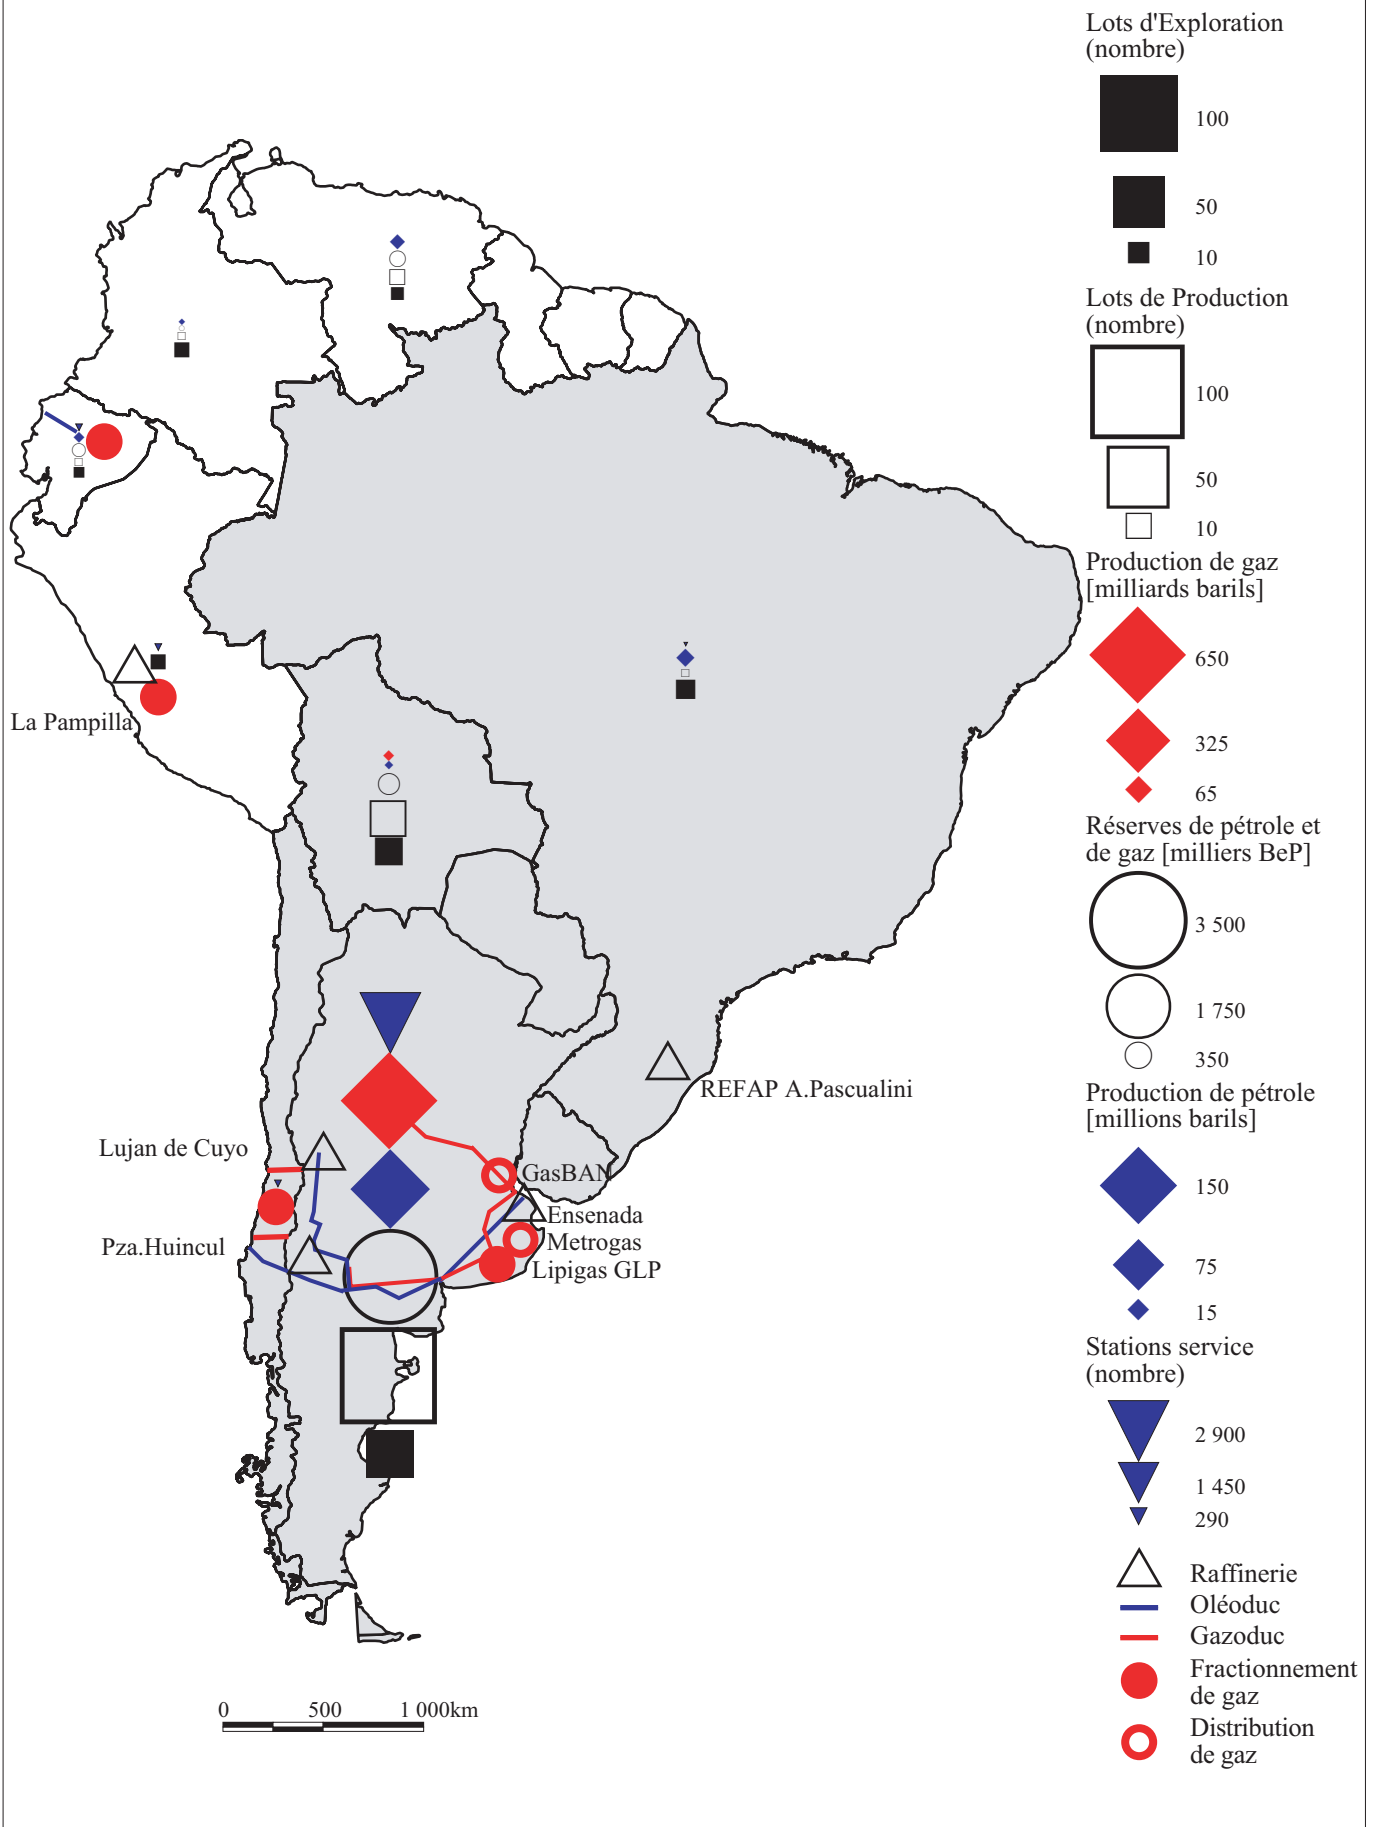 Lots d'Exploration
(nombre)
100
50
10
Lots de Production
(nombre)
100
50
10
Production de gaz
[milliards barils]
650
325
65
Réserves de pétrole et
de gaz [milliers BeP]
3 500
1 750
350
Production de pétrole
[millions barils]
150
75
15
Stations service
(nombre)
2 900
1 450
290
Raffinerie
Oléoduc
Gazoduc
Fractionnement
de gaz
Distribution
de gaz
La Pampilla
REFAP A.Pascualini
Lujan de Cuyo
GasBAN
Ensenada
Pza.Huincul
Metrogas
Lipigas GLP
0 500 1 000km